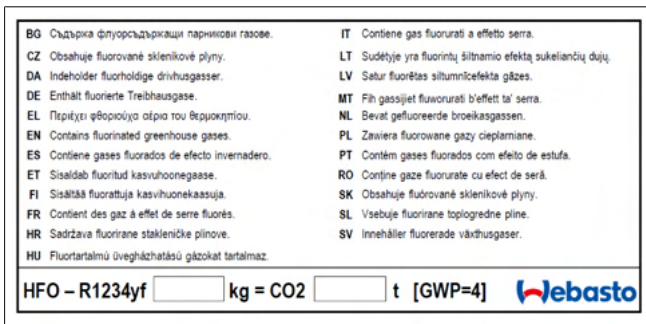 BG Съдържа флуорсъдържащи парникови газове.
CZ Obsahuje fluorované sklenikové plyny.
DA Indeholder fluorholdige drivhusgasser.
DE Enthält fluorierte Treibhausgase.
EL Περιέχει φθοριούχα αέρια του θερμοκηπίου.
EN Contains fluorinated greenhouse gases.
ES Contiene gases fluorados de efecto invernadero.
ET Sisaldab fluoritud kasvuhoonegaase.
FI Sisältää fluorattuja kasvihuonekaasuja.
FR Contient des gaz à effet de serre fluorés.
HR Sadržava fluorirane stakleničke plinove.
HU Fluortartalmú üvegházhatású gázokat tartalmaz.
IT Contiene gas fluorurati a effetto serra.
LT Sudėtyje yra fluorintų šiltnamio efektą sukeliančių dujų.
LV Satur fluorētas siltumnīcefekta gāzes.
MT Fih gassijiet fluworurati b'effett ta' serra.
NL Bevat gefluoreerde broeikasgassen.
PL Zawiera fluorowane gazy cieplarniane.
PT Contém gases fluorados com efeito de estufa.
RO Conține gaze fluorurate cu efect de seră.
SK Obsahuje fluórované sklenikové plyny.
SL Vsebuje fluorirane toplogredne pline.
SV Innehåller fluorerade växthusgaser.
HFO – R1234yf kg = CO2 t [GWP=4] Webasto